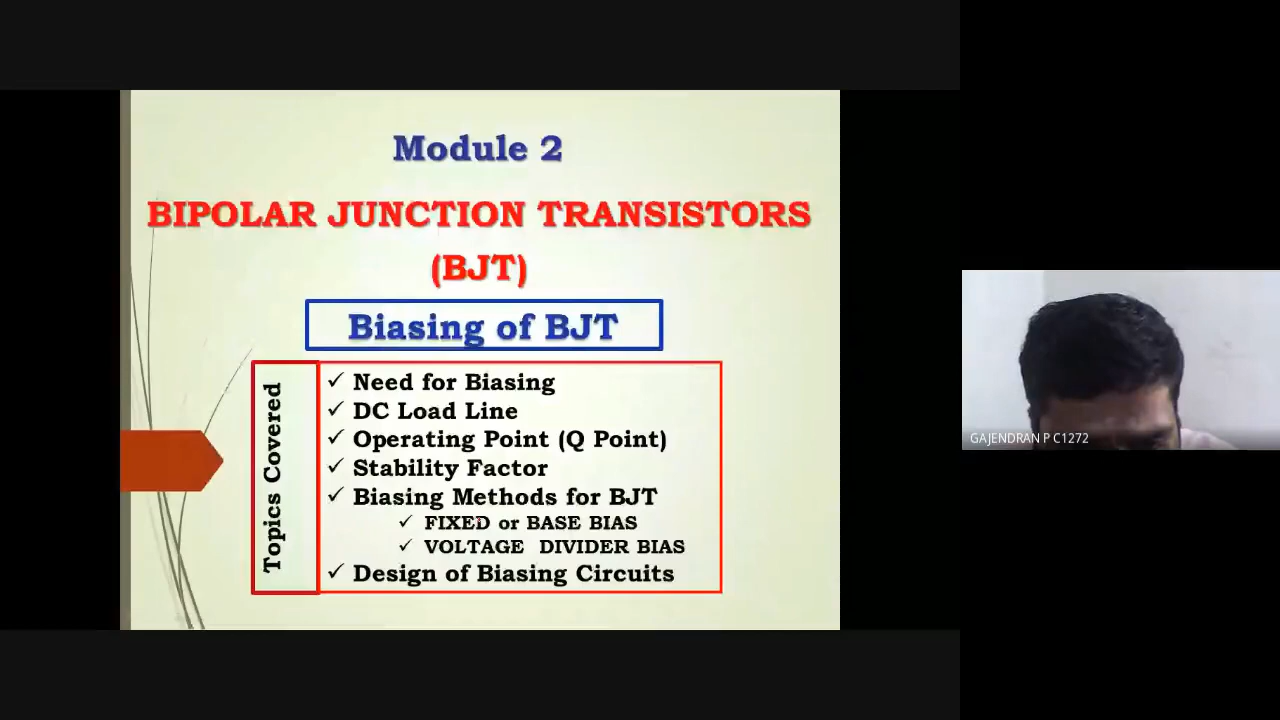 Module 2
BIPOLAR JUNCTION TRANSISTORS
(BJT)
Biasing of BJT
Topics Covered
✓ Need for Biasing
✓ DC Load Line
✓ Operating Point (Q Point)
✓ Stability Factor
✓ Biasing Methods for BJT
✓ FIXED or BASE BIAS
✓ VOLTAGE DIVIDER BIAS
✓ Design of Biasing Circuits
GAJENDRAN P C1272